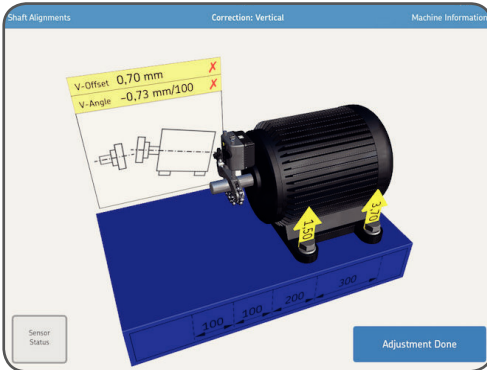 Shaft Alignments
Correction: Vertical
Machine Information
V-Offset 0,70 mm ✗
V-Angle -0,73 mm/100 ✗
1,50
3,70
100 100 200 300
Sensor
Status
Adjustment Done